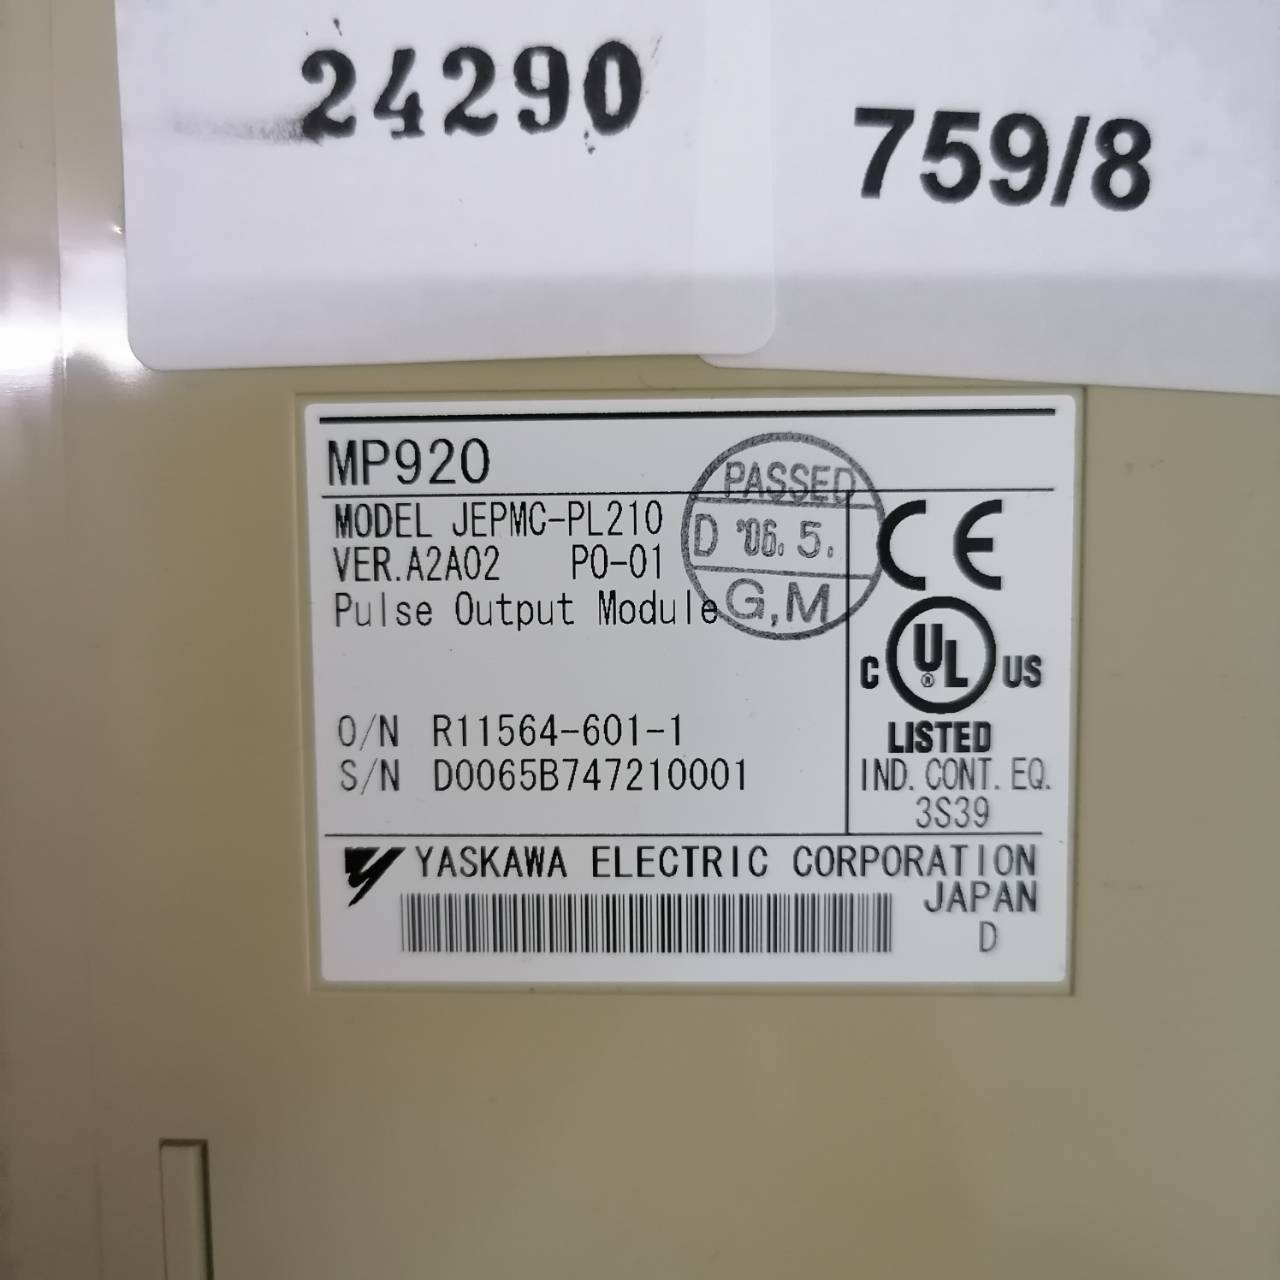 24290
759/8
MP920
MODEL JEPMC-PL210
VER.A2A02 PO-01
Pulse Output Module
PASSED
D '06. 5.
G,M
CE
C UL ® US
LISTED
IND. CONT. EQ.
3S39
O/N R11564-601-1
S/N D0065B747210001
YASKAWA ELECTRIC CORPORATION
JAPAN
D